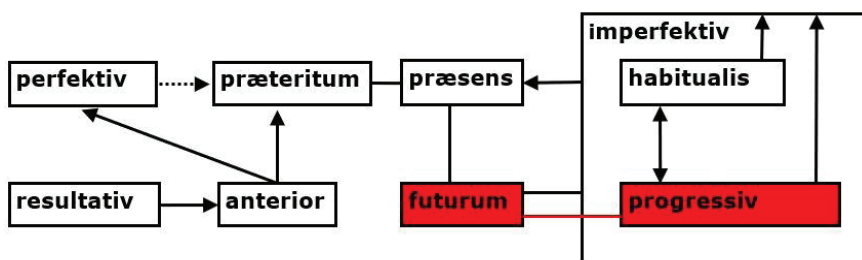 imperfektiv
perfektiv præteritum præsens habitualis
resultativ anterior futurum progressiv